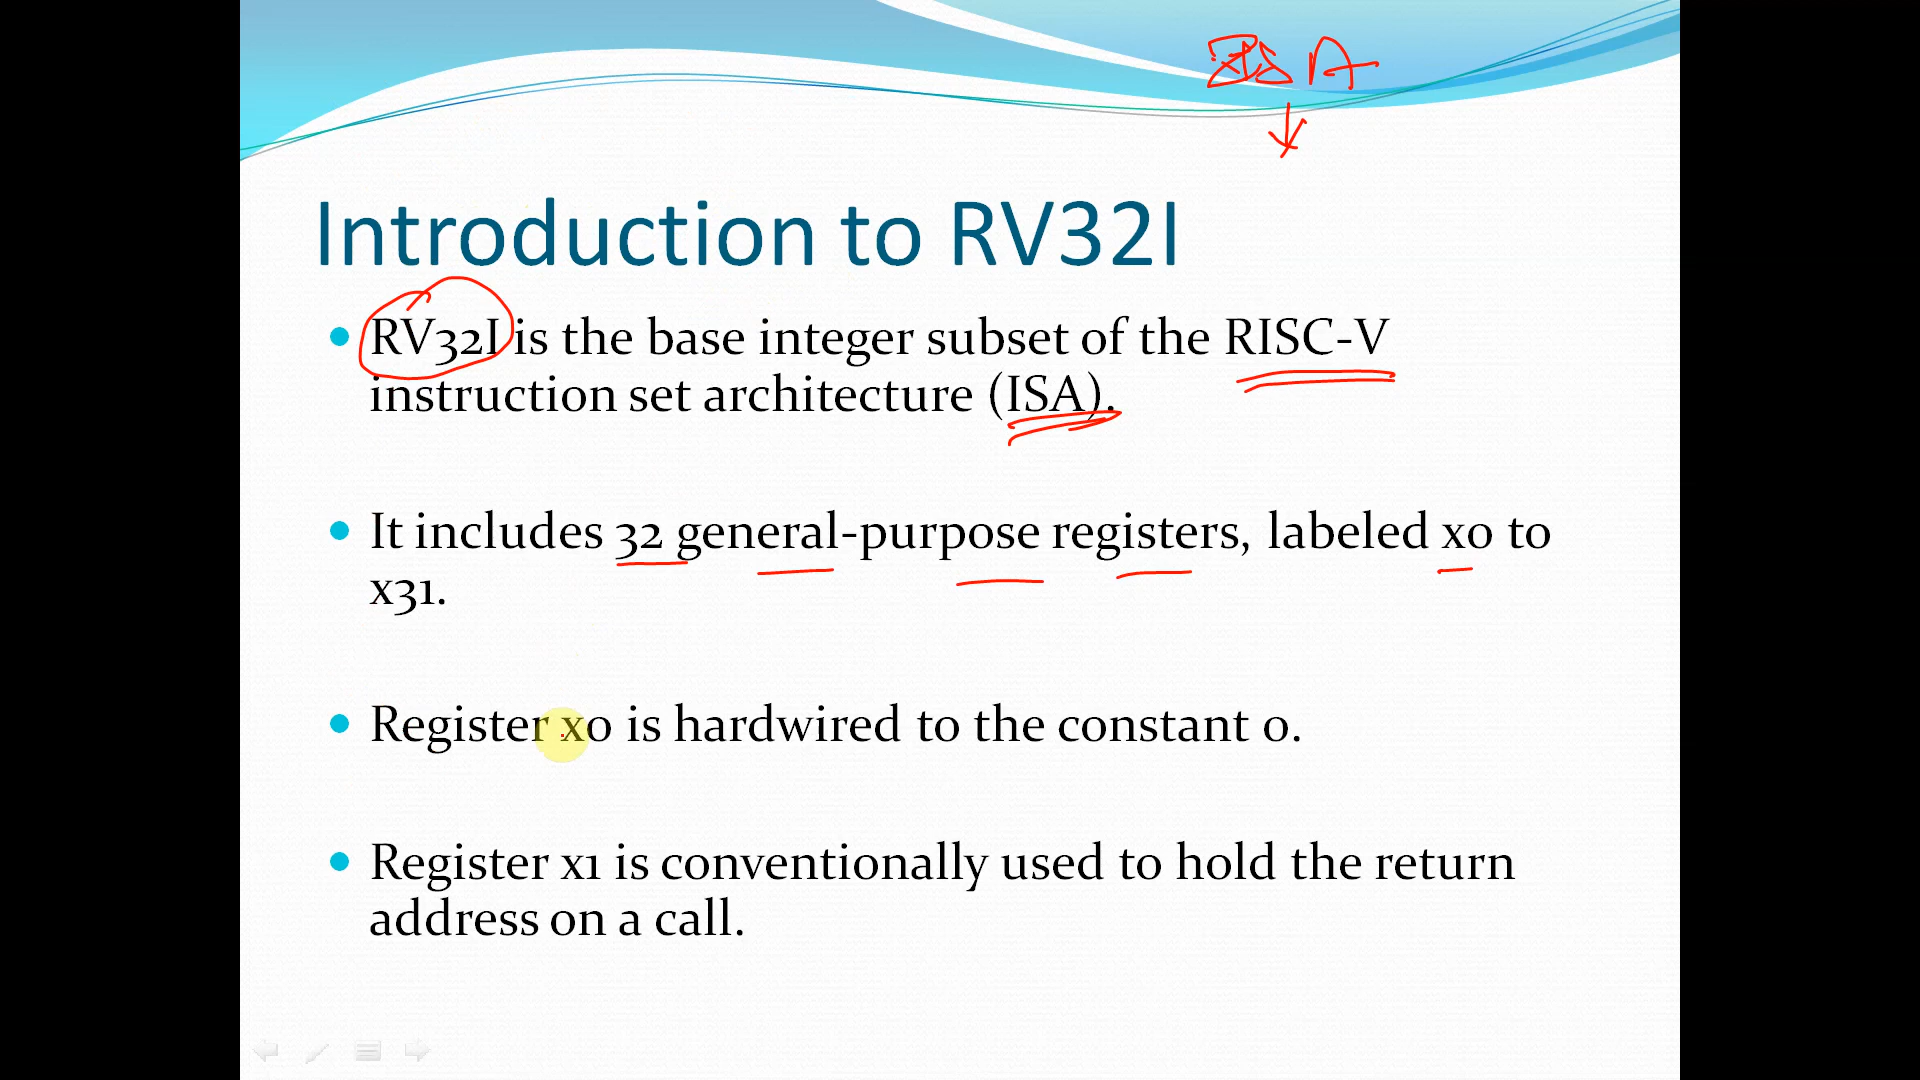 Introduction to RV32I
RV32I is the base integer subset of the RISC-V
instruction set architecture (ISA).
It includes 32 general-purpose registers, labeled x0 to
x31.
Register x0 is hardwired to the constant 0.
Register x1 is conventionally used to hold the return
address on a call.